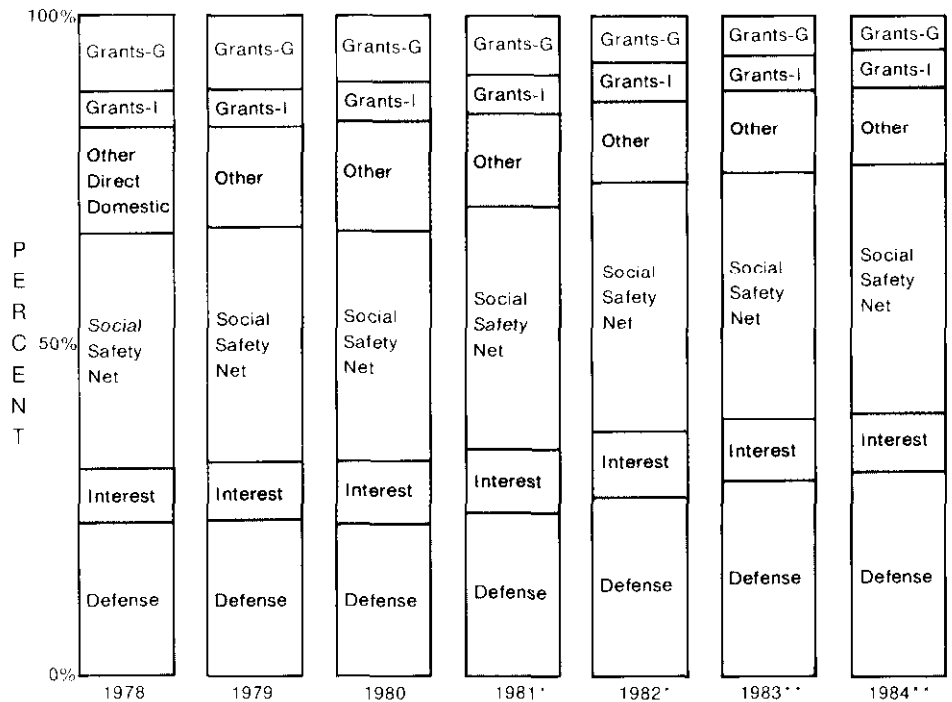 100%
50%
0%
PERCENT
Grants-G
Grants-I
Other
Direct
Domestic
Social
Safety
Net
Interest
Defense
1978
Grants-G
Grants-I
Other
Social
Safety
Net
Interest
Defense
1979
Grants-G
Grants-I
Other
Social
Safety
Net
Interest
Defense
1980
Grants-G
Grants-I
Other
Social
Safety
Net
Interest
Defense
1981*
Grants-G
Grants-I
Other
Social
Safety
Net
Interest
Defense
1982*
Grants-G
Grants-I
Other
Social
Safety
Net
Interest
Defense
1983**
Grants-G
Grants-I
Other
Social
Safety
Net
Interest
Defense
1984**